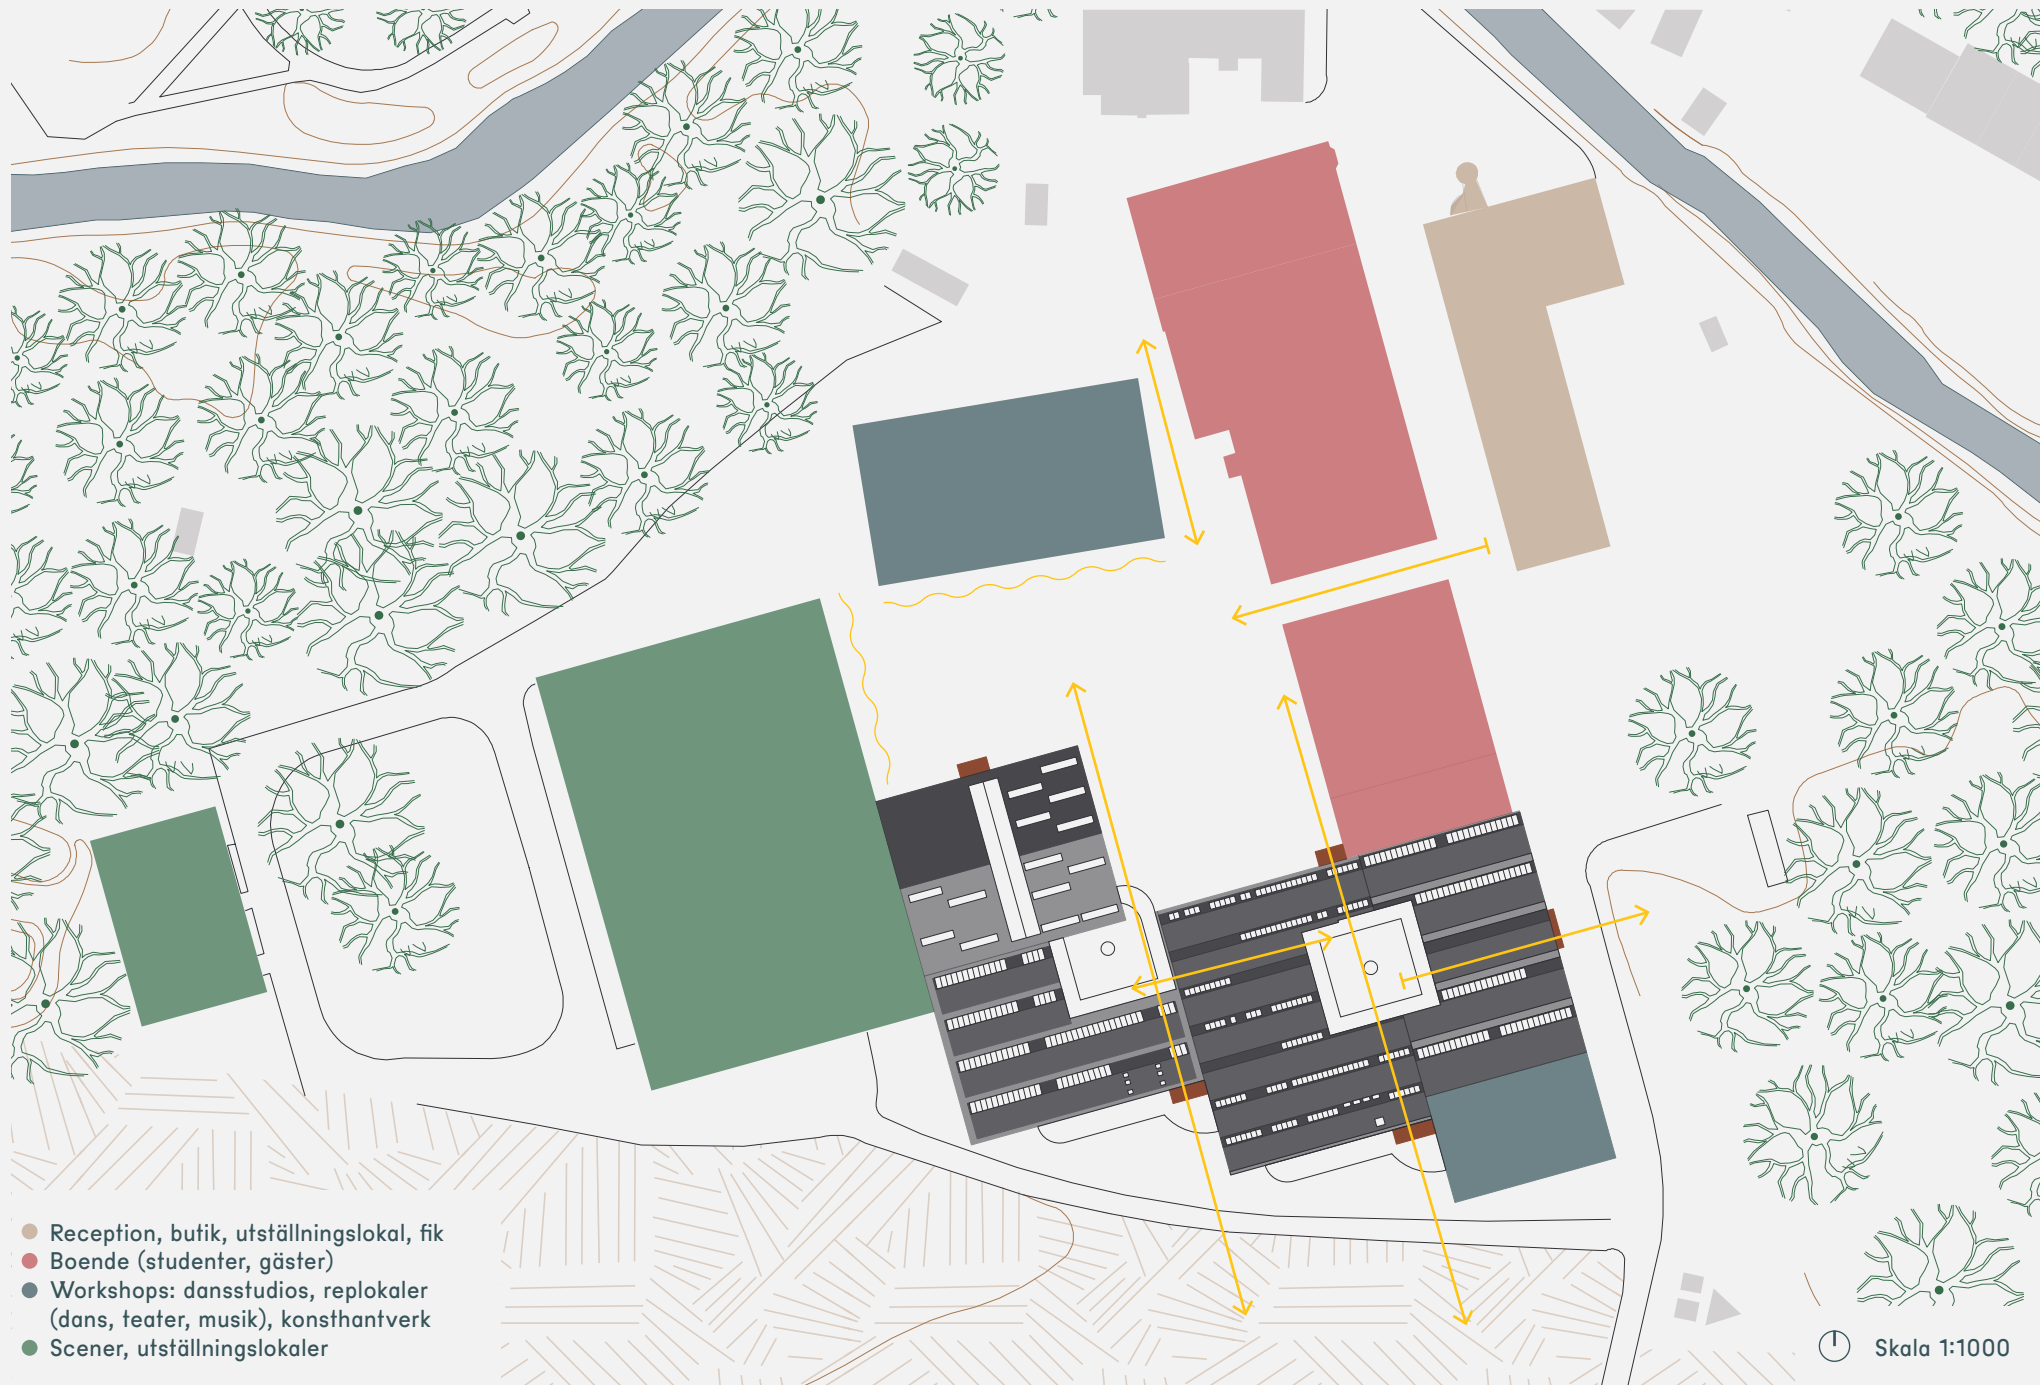 Reception, butik, utställningslokal, fik
Boende (studenter, gäster)
Workshops: dansstudios, replokaler
(dans, teater, musik), konsthantverk
Scener, utställningslokaler
Skala 1:1000